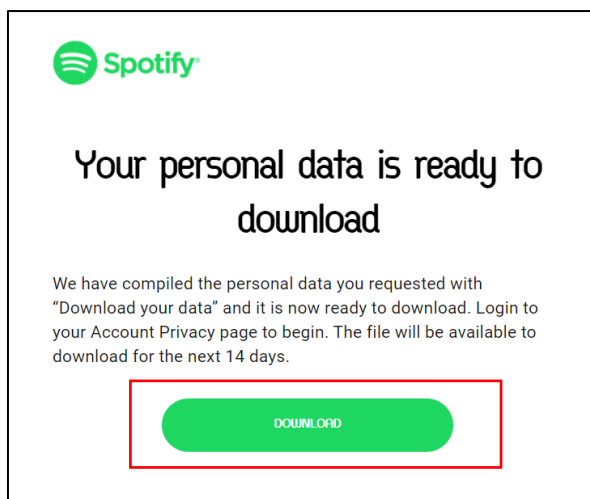 Spotify®
Your personal data is ready to
download
We have compiled the personal data you requested with
“Download your data” and it is now ready to download. Login to
your Account Privacy page to begin. The file will be available to
download for the next 14 days.
DOWNLOAD